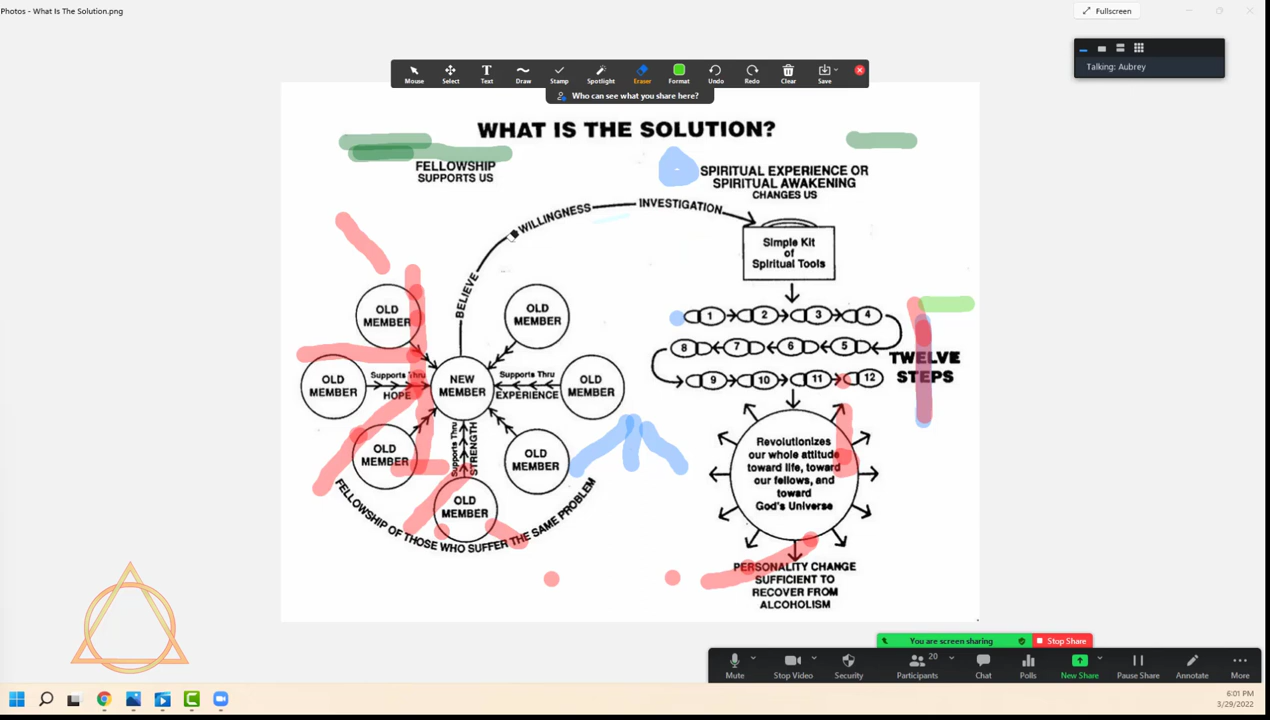 Photos - What Is The Solution.png
Fullscreen
Talking: Aubrey
Mouse
Select
Text
Draw
Stamp
Spotlight
Eraser
Format
Undo
Redo
Clear
Save
Who can see what you share here?
WHAT IS THE SOLUTION?
FELLOWSHIP
SUPPORTS US
SPIRITUAL EXPERIENCE OR
SPIRITUAL AWAKENING
CHANGES US
BELIEVE
WILLINGNESS
INVESTIGATION
Simple Kit
of
Spiritual Tools
OLD
MEMBER
OLD
MEMBER
OLD
MEMBER
Supports Thru
HOPE
NEW
MEMBER
Supports Thru
EXPERIENCE
OLD
MEMBER
OLD
MEMBER
Supports Thru
STRENGTH
OLD
MEMBER
OLD
MEMBER
FELLOWSHIP OF THOSE WHO SUFFER THE SAME PROBLEM
1 2 3 4
8 7 6 5
9 10 11 12
TWELVE
STEPS
Revolutionizes
our whole attitude
toward life, toward
our fellows, and
toward
God's Universe
PERSONALITY CHANGE
SUFFICIENT TO
RECOVER FROM
ALCOHOLISM
You are screen sharing
Stop Share
Mute
Stop Video
Security
Participants
20
Chat
Polls
New Share
Pause Share
Annotate
More
6:01 PM
3/29/2022